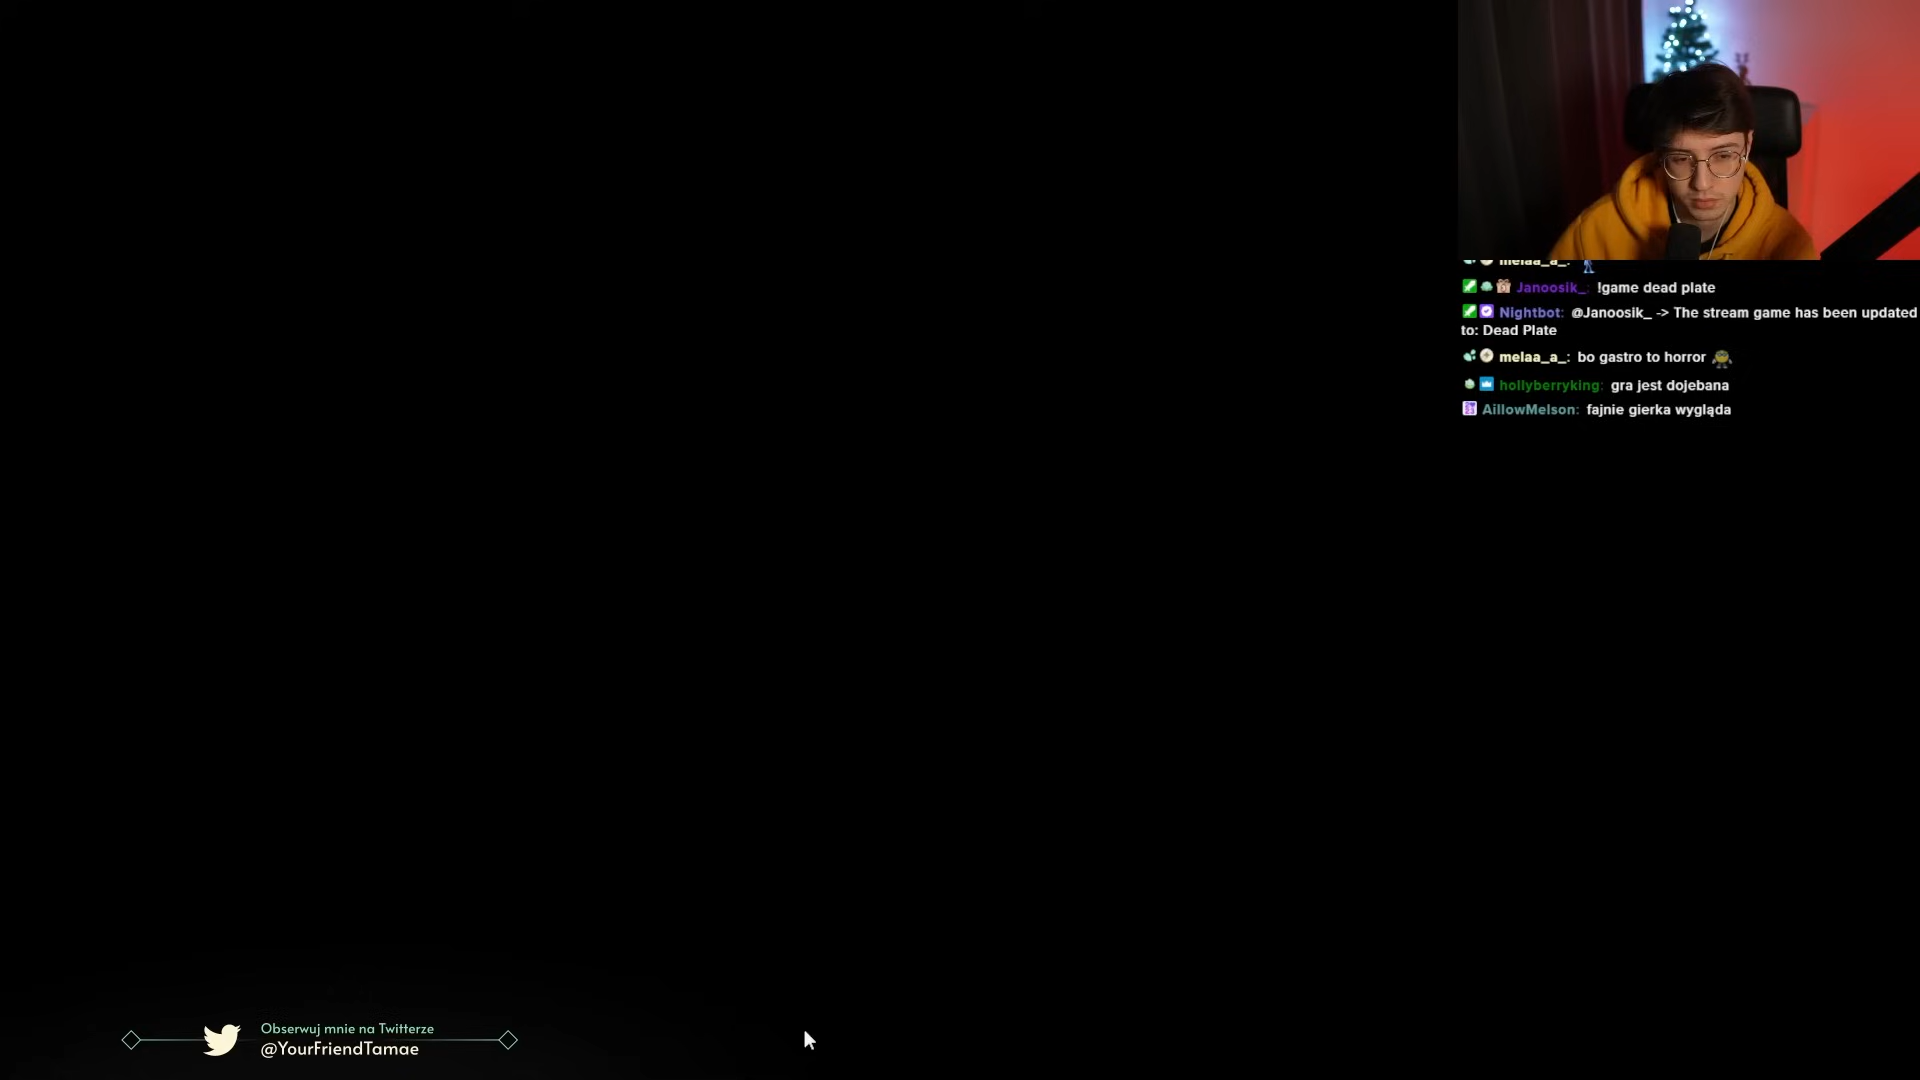 melaa_a_:
Janoosik_: !game dead plate
Nightbot: @Janoosik_ -> The stream game has been updated
to: Dead Plate
melaa_a_: bo gastro to horror
hollyberryking: gra jest dojebana
AillowMelson: fajnie gierka wygląda
Obserwuj mnie na Twitterze
@YourFriendTamae